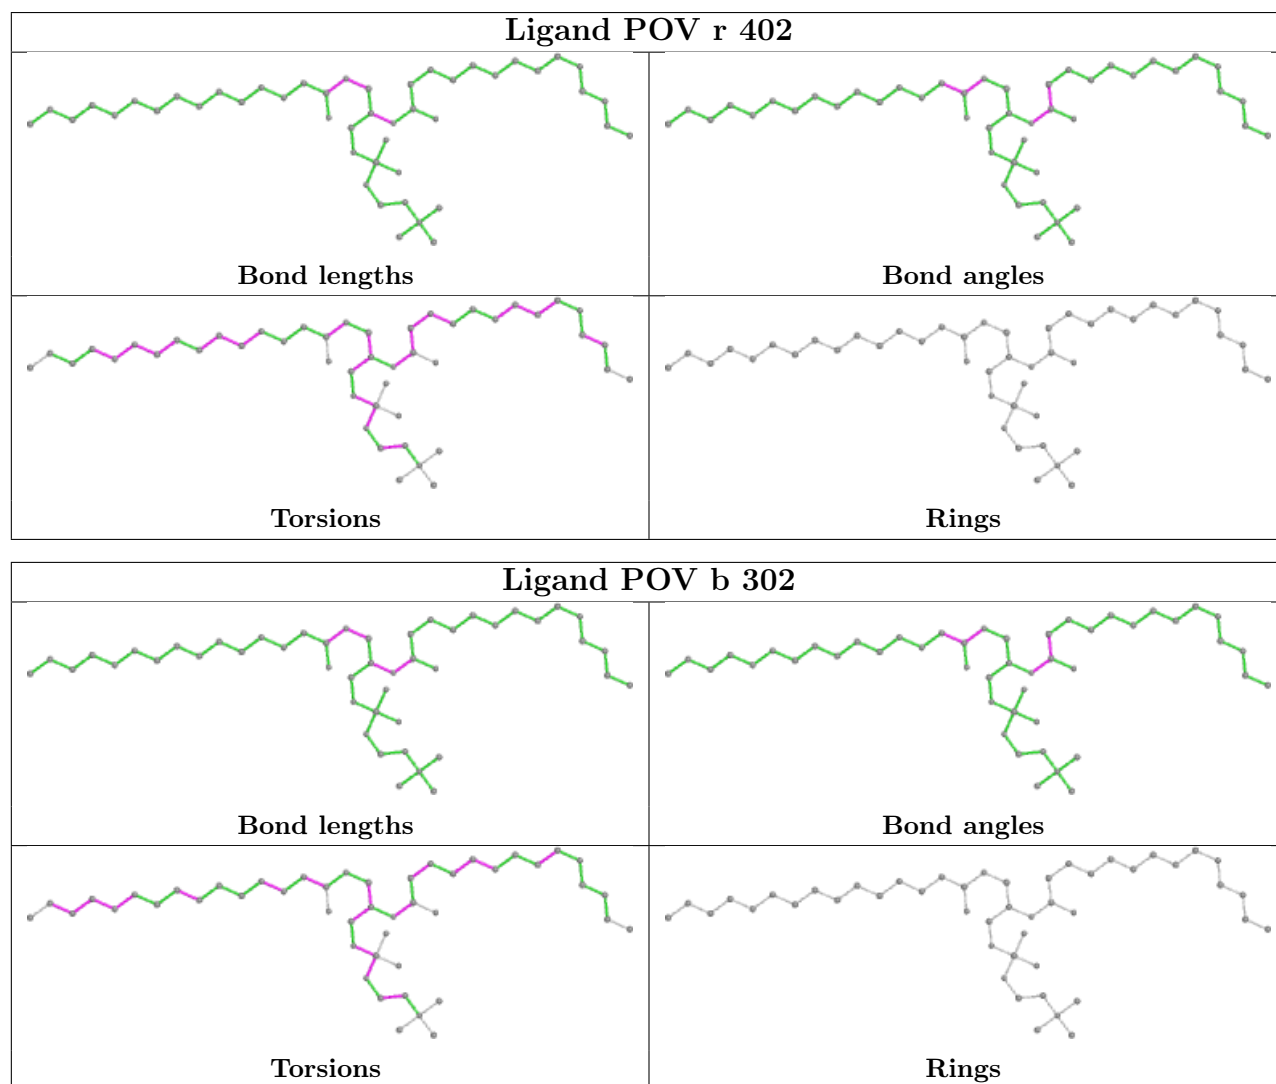 Ligand POV r 402
Bond lengths
Bond angles
Torsions
Rings
Ligand POV b 302
Bond lengths
Bond angles
Torsions
Rings